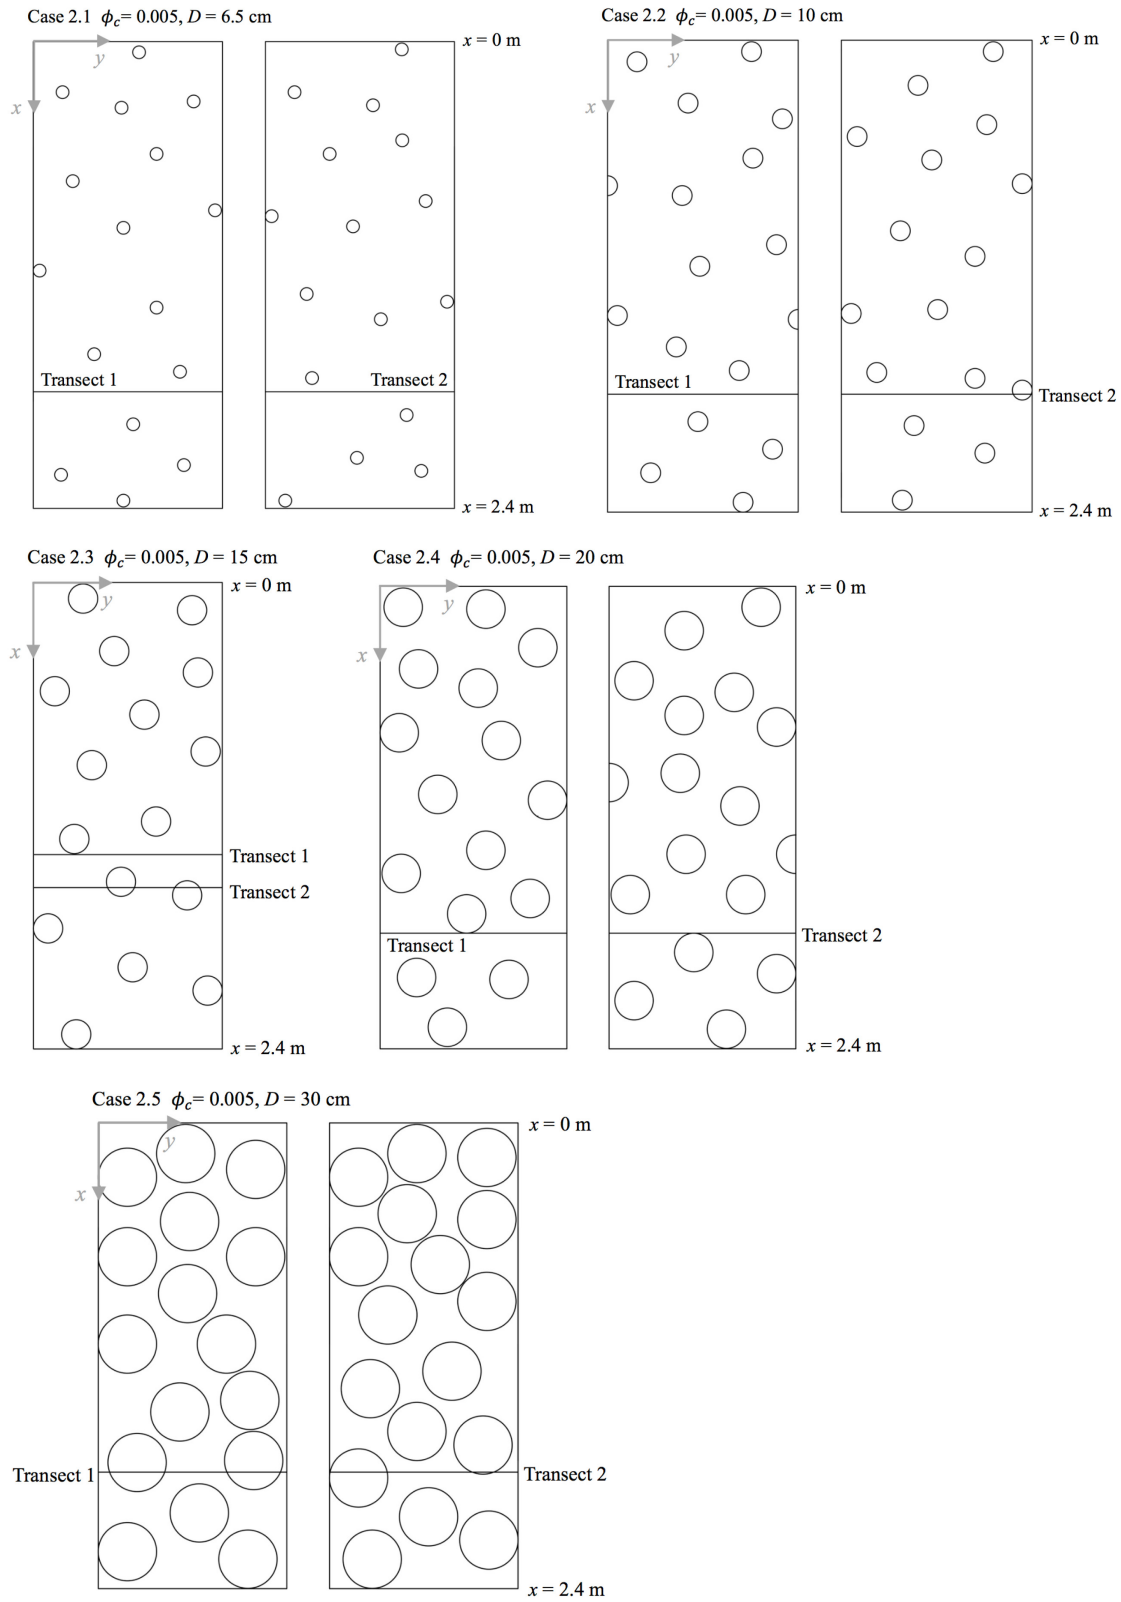 Case 2.1 ϕc= 0.005, D = 6.5 cm
Case 2.2 ϕc= 0.005, D = 10 cm
x = 0 m
x = 0 m
y
y
x
x
Transect 1
Transect 2
Transect 1
Transect 2
x = 2.4 m
x = 2.4 m
Case 2.3 ϕc= 0.005, D = 15 cm
Case 2.4 ϕc= 0.005, D = 20 cm
x = 0 m
x = 0 m
y
y
x
x
Transect 1
Transect 2
Transect 1
Transect 2
x = 2.4 m
x = 2.4 m
Case 2.5 ϕc= 0.005, D = 30 cm
x = 0 m
y
x
Transect 1
Transect 2
x = 2.4 m